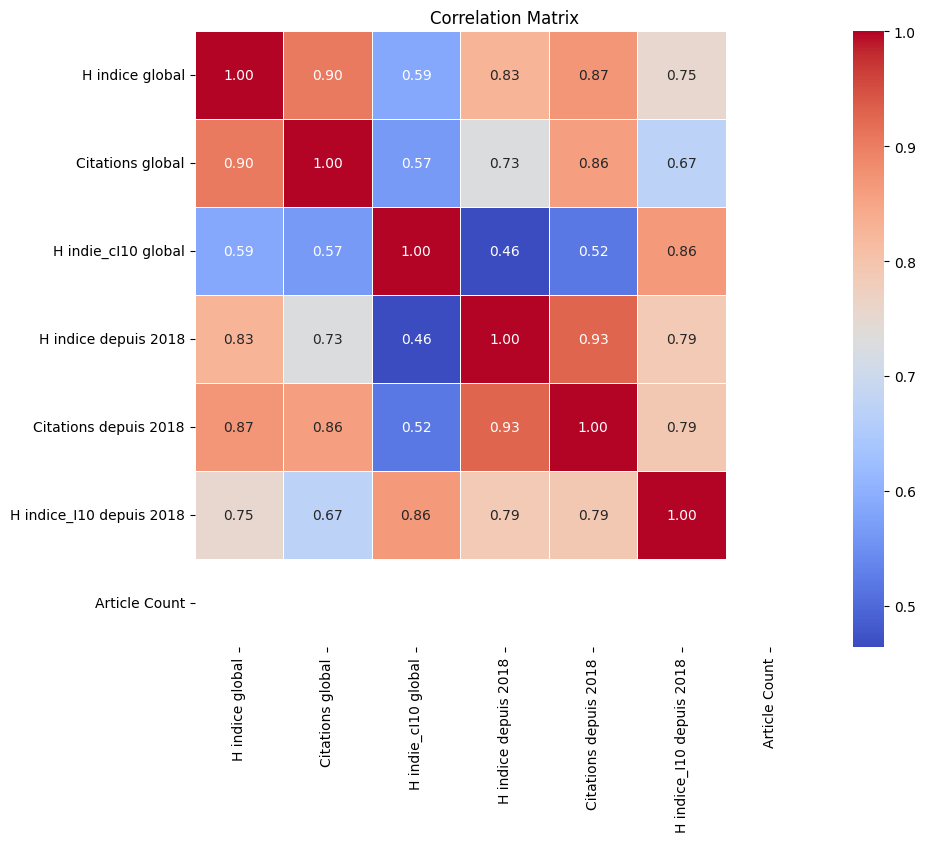 Correlation Matrix
H indice global 1.00 0.90 0.59 0.83 0.87 0.75
Citations global 0.90 1.00 0.57 0.73 0.86 0.67
H indie_cI10 global 0.59 0.57 1.00 0.46 0.52 0.86
H indice depuis 2018 0.83 0.73 0.46 1.00 0.93 0.79
Citations depuis 2018 0.87 0.86 0.52 0.93 1.00 0.79
H indice_I10 depuis 2018 0.75 0.67 0.86 0.79 0.79 1.00
Article Count
H indice global
Citations global
H indie_cI10 global
H indice depuis 2018
Citations depuis 2018
H indice_I10 depuis 2018
Article Count
1.0
0.9
0.8
0.7
0.6
0.5